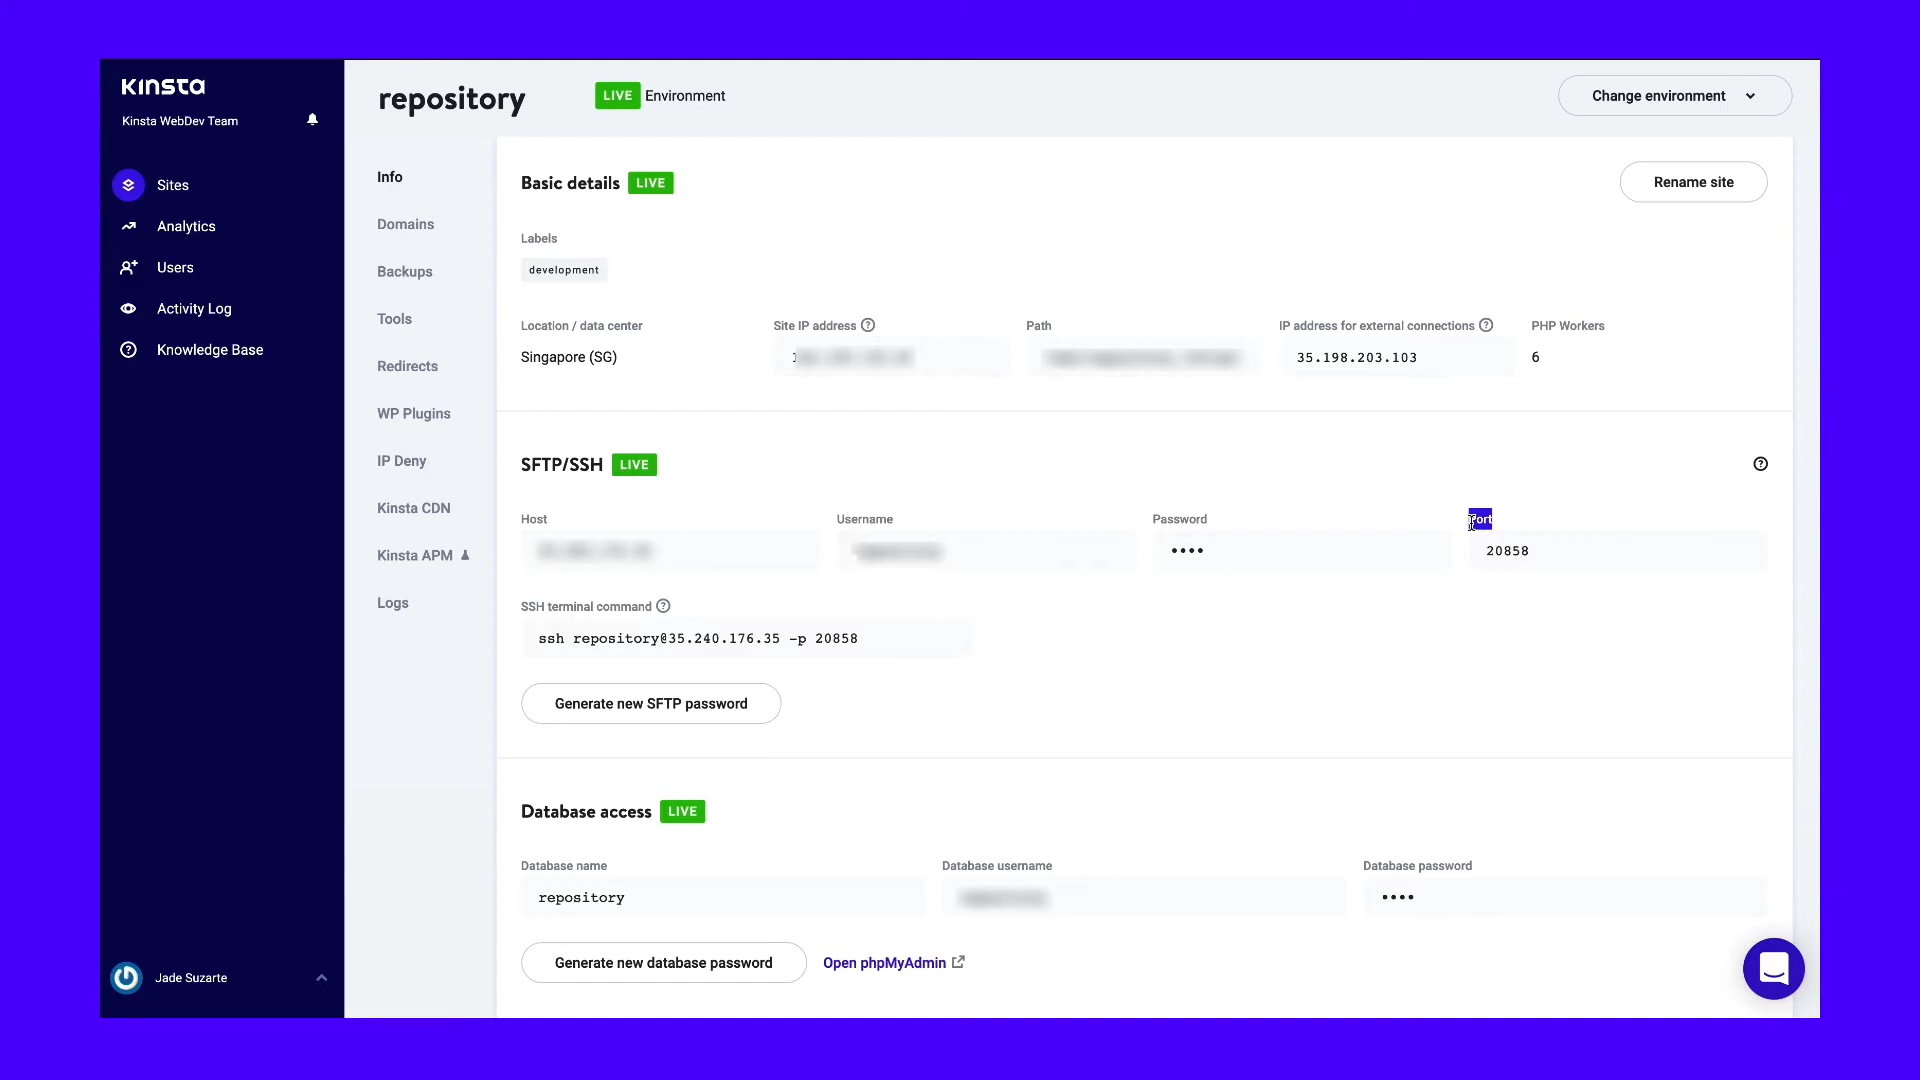 Kinsta
Kinsta WebDev Team
Sites
Analytics
Users
Activity Log
Knowledge Base
Jade Suzarte
repository
LIVE Environment
Change environment
Info
Domains
Backups
Tools
Redirects
WP Plugins
IP Deny
Kinsta CDN
Kinsta APM
Logs
Basic details LIVE
Rename site
Labels
development
Location / data center
Singapore (SG)
Site IP address
Path
IP address for external connections
35.198.203.103
PHP Workers
6
SFTP/SSH LIVE
Host
Username
Password
••••
Port
20858
SSH terminal command
ssh repository@35.240.176.35 -p 20858
Generate new SFTP password
Database access LIVE
Database name
repository
Database username
Database password
••••
Generate new database password
Open phpMyAdmin